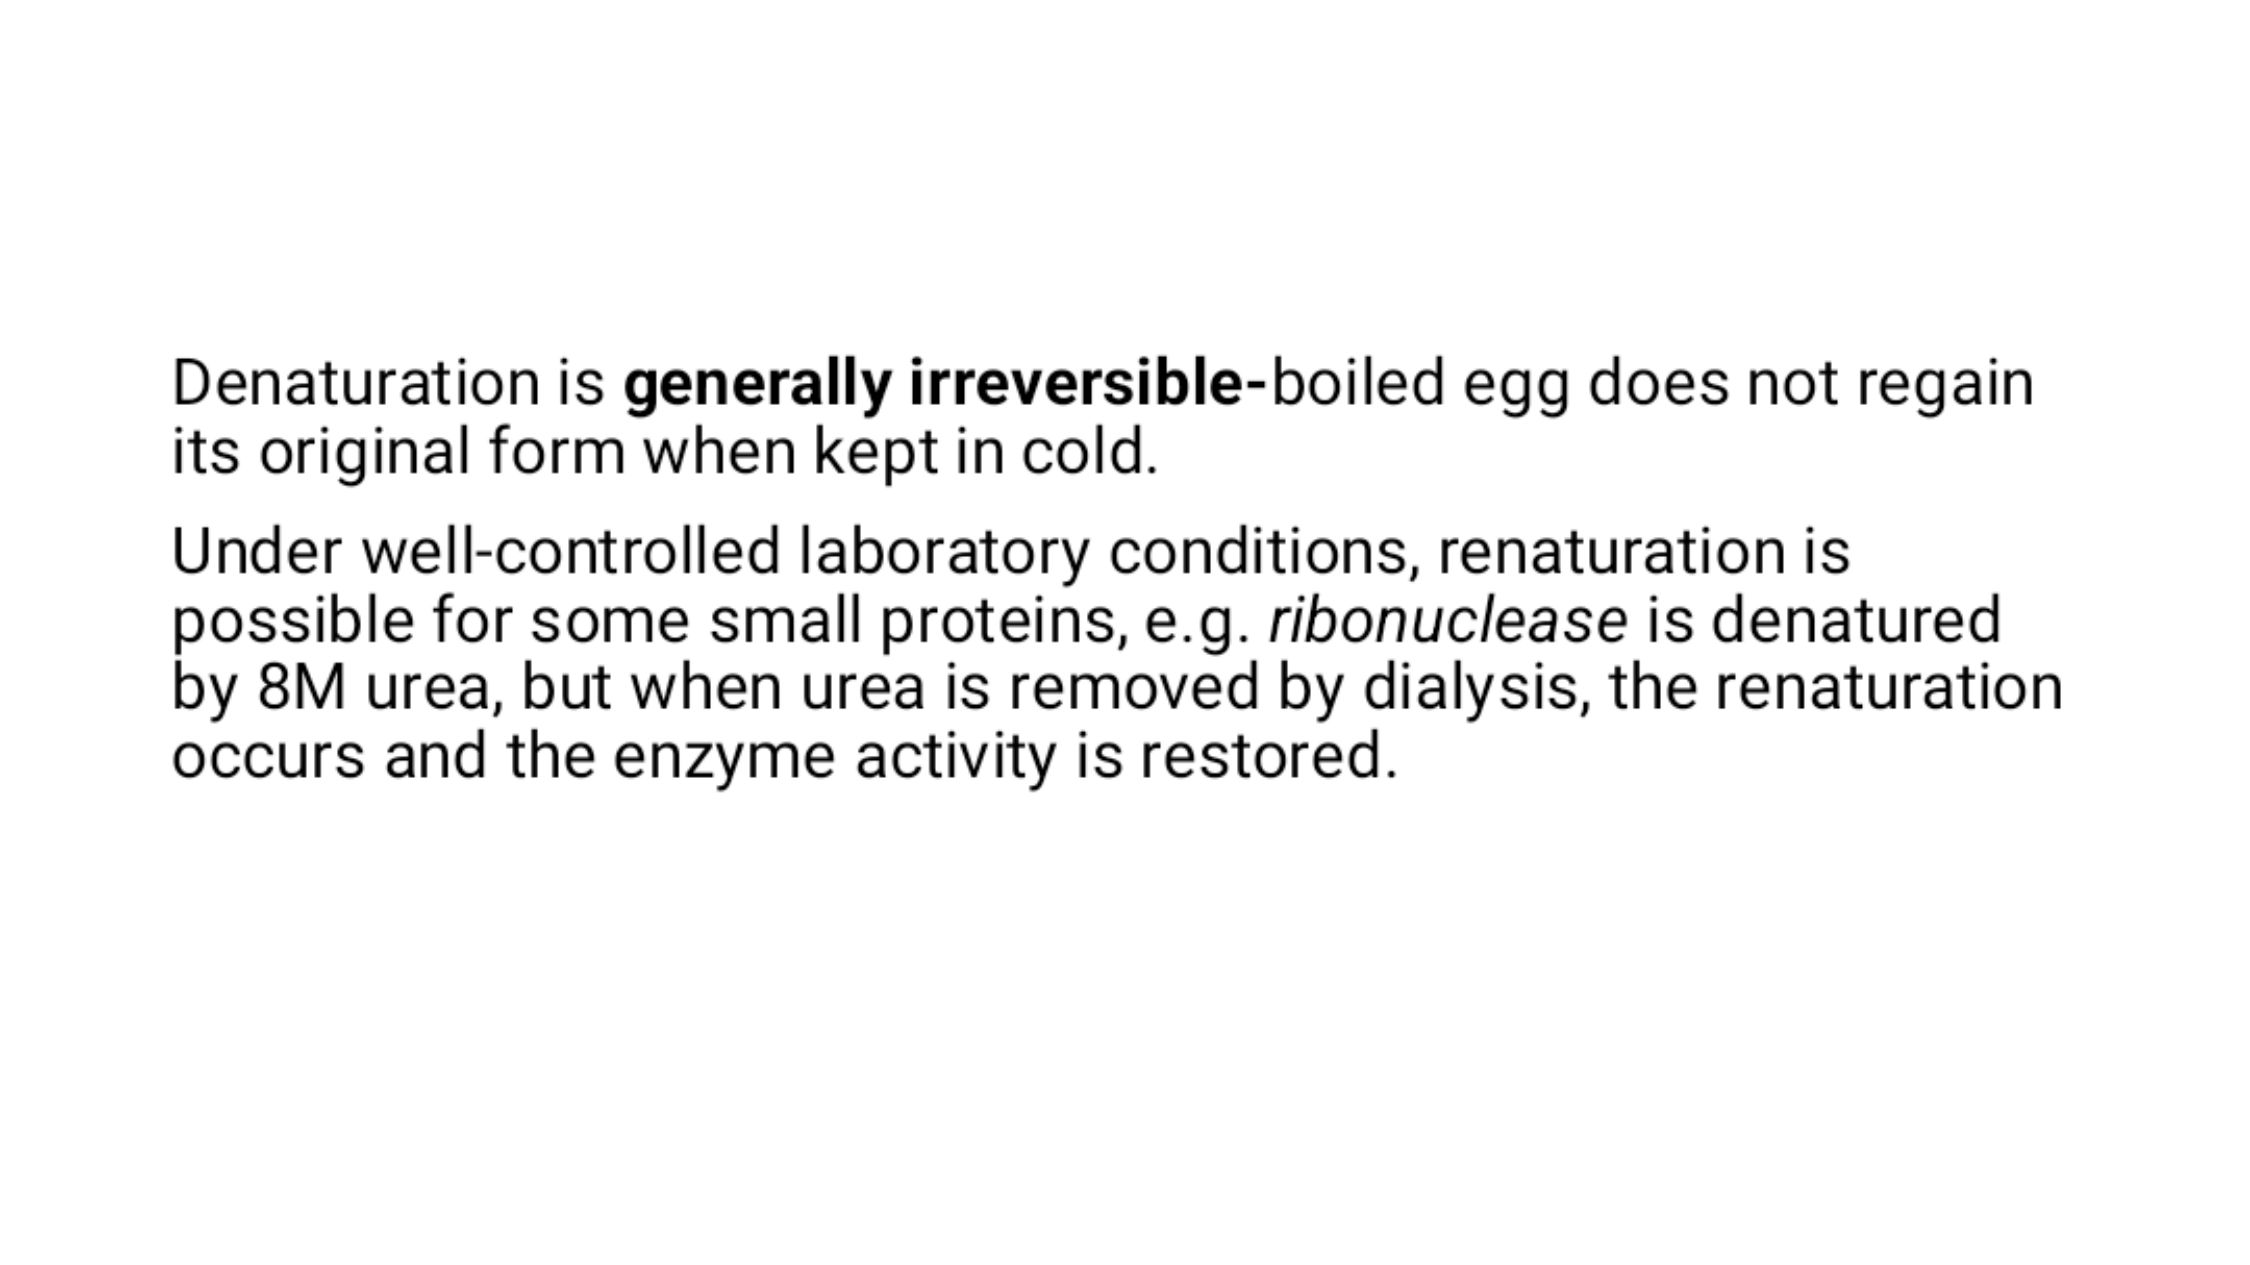 Denaturation is generally irreversible-boiled egg does not regain
its original form when kept in cold.
Under well-controlled laboratory conditions, renaturation is
possible for some small proteins, e.g. ribonuclease is denatured
by 8M urea, but when urea is removed by dialysis, the renaturation
occurs and the enzyme activity is restored.